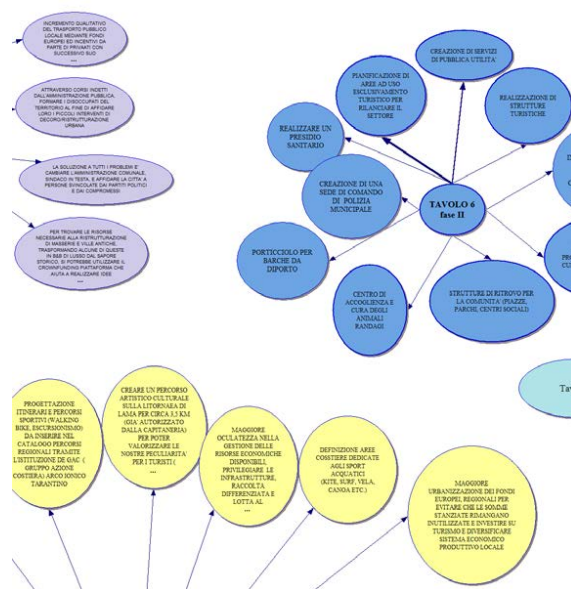 INCREMENTO QUALITATIVO
DEL TRASPORTO PUBBLICO
LOCALE MEDIANTE FONDI
EUROPEI ED INCENTIVI DA
PARTE DI PRIVATI CON
SUCCESSIVO SUO
....
ATTRAVERSO CORSI INDETTI
DALL'AMMINISTRAZIONE PUBBLICA,
FORMARE I DISOCCUPATI DEL
TERRITORIO AL FINE DI AFFIDARE
LORO I PICCOLI INTERVENTI DI
DECORO/RISTRUTTURAZIONE
URBANA
LA SOLUZIONE A TUTTI I PROBLEMI E'
CAMBIARE L'AMMINISTRAZIONE COMUNALE,
SINDACO IN TESTA, E AFFIDARE LA CITTA' A
PERSONE SVINCOLATE DAI PARTITI POLITICI
E DAI COMPROMESSI
PER TROVARE LE RISORSE
NECESSARIE ALLA RISTRUTTURAZIONE
DI MASSERIE E VILLE ANTICHE,
TRASFORMANDO ALCUNE DI QUESTE
IN B&B DI LUSSO DAL SAPORE
STORICO, SI POTREBBE UTILIZZARE IL
CROWNFUNDING PIATTAFORMA CHE
AIUTA A REALIZZARE IDEE
....
CREAZIONE DI SERVIZI
DI PUBBLICA UTILITA'
PIANIFICAZIONE DI
AREE AD USO
ESCLUSIVAMENTO
TURISTICO PER
RILANCIARE IL
SETTORE
REALIZZAZIONE DI
STRUTTURE
TURISTICHE
REALIZZARE UN
PRESIDIO
SANITARIO
CREAZIONE DI UNA
SEDE DI COMANDO
DI POLIZIA
MUNICIPALE
TAVOLO 6
fase II
PORTICCIOLO PER
BARCHE DA
DIPORTO
CENTRO DI
ACCOGLIENZA E
CURA DEGLI
ANIMALI
RANDAGI
STRUTTURE DI RITROVO PER
LA COMUNITA' (PIAZZE,
PARCHI, CENTRI SOCIALI)
PRO
CU
Tav
PROGETTAZIONE
ITINERARI E PERCORSI
SPORTIVI (WALKING
BIKE, ESCURSIONISMO)
DA INSERIRE NEL
CATALOGO PERCORSI
REGIONALI TRAMITE
L'ISTITUZIONE DE GAC (
GRUPPO AZIONE
COSTIERA) ARCO IONICO
TARANTINO
CREARE UN PERCORSO
ARTISTICO CULTURALE
SULLA LITORNAEA DI
LAMA PER CIRCA 3,5 KM
(GIA' AUTORIZZATO
DALLA CAPITANERIA)
PER POTER
VALORIZZARE LE
NOSTRE PECULIARITA'
PER I TURISTI (
....
MAGGIORE
OCULATEZZA NELLA
GESTIONE DELLE
RISORSE ECONOMICHE
DISPONIBILI,
PRIVILEGIARE LE
INFRASTRUTTURE,
RACCOLTA
DIFFERENZIATA E
LOTTA AL
....
DEFINIZIONE AREE
COSSTIERE DEDICATE
AGLI SPORT
ACQUATICI
(KITE, SURF, VELA,
CANOA ETC.)
MAGGIORE
URBANIZZAZIONE DEI FONDI
EUROPEI, REGIONALI PER
EVITARE CHE LE SOMME
STANZIATE RIMANGANO
INUTILIZZATE E INVESTIRE SU
TURISMO E DIVERSIFICARE
SISTEMA ECONOMICO
PRODUTTIVO LOCALE